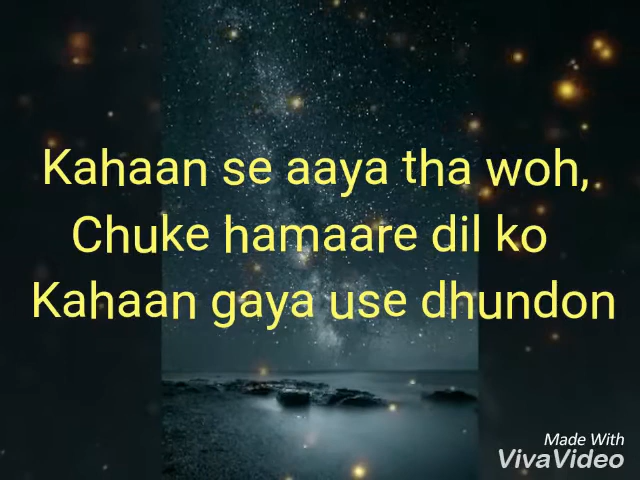 Kahaan se aaya tha woh,
Chuke hamaare dil ko
Kahaan gaya use dhundon
Made With
VivaVideo